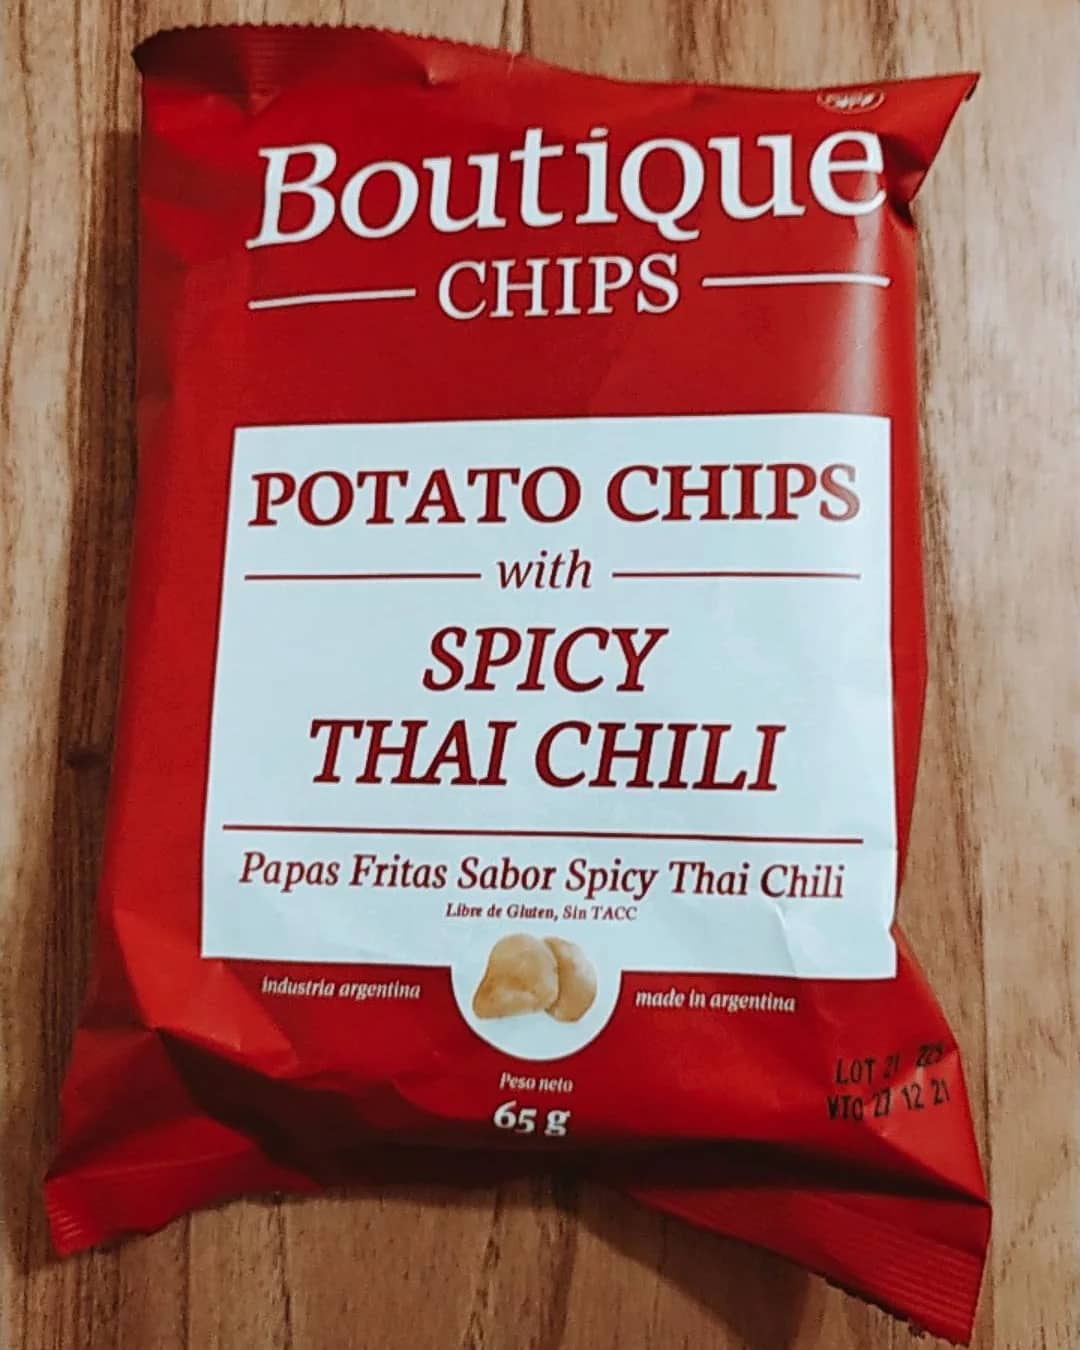 Boutique
CHIPS
POTATO CHIPS
with
SPICY
THAI CHILI
Papas Fritas Sabor Spicy Thai Chili
Libre de Gluten, Sin TACC
industria argentina
made in argentina
Peso neto
65 g
LOT 21
VTO 27 12 21